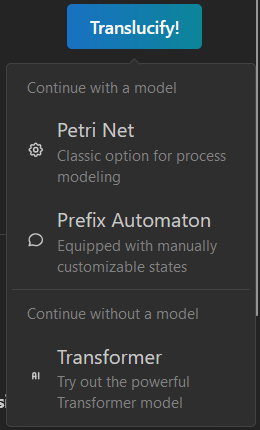 Translucify!
Continue with a model
Petri Net
Classic option for process
modeling
Prefix Automaton
Equipped with manually
customizable states
Continue without a model
AI
Transformer
Try out the powerful
Transformer model